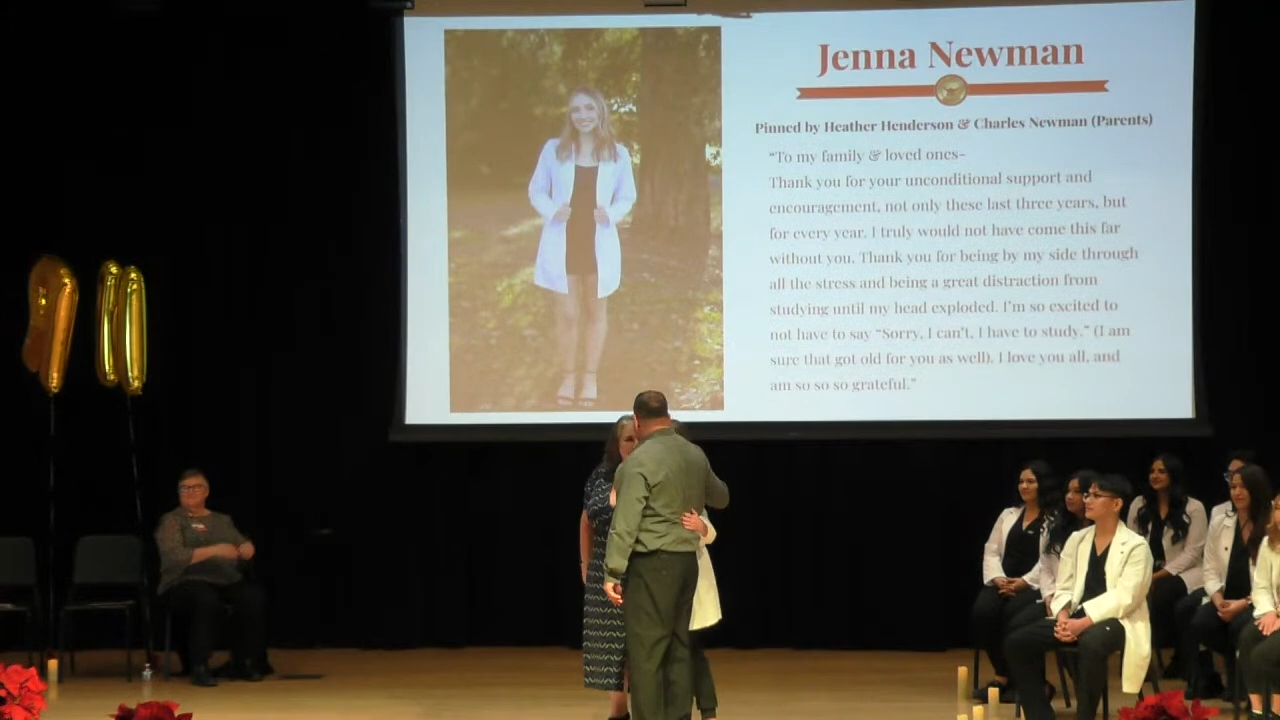 Jenna Newman
Pinned by Heather Henderson & Charles Newman (Parents)
"To my family & loved ones-
Thank you for your unconditional support and
encouragement, not only these last three years, but
for every year. I truly would not have come this far
without you. Thank you for being by my side through
all the stress and being a great distraction from
studying until my head exploded. I'm so excited to
not have to say "Sorry, I can't, I have to study." (I am
sure that got old for you as well). I love you all, and
am so so so grateful."